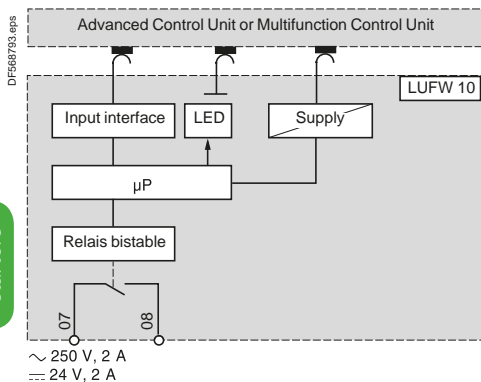 Advanced Control Unit or Multifunction Control Unit
DF568793.eps
LUFW 10
Input interface
LED
Supply
µP
Relais bistable
07
08
250 V, 2 A
24 V, 2 A